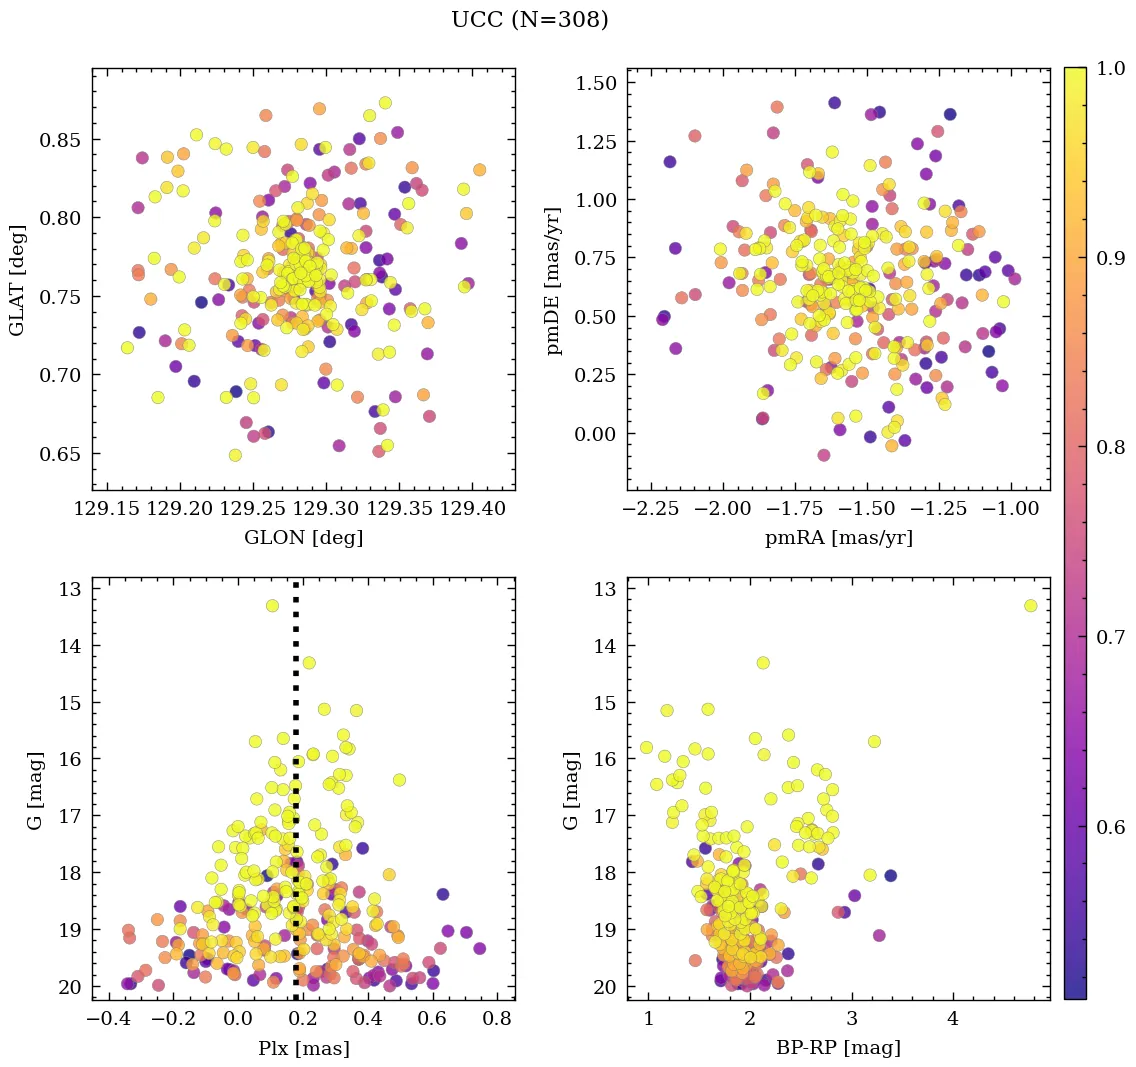 UCC (N=308)
0.85
0.80
0.75
0.70
0.65
GLAT [deg]
129.15 129.20 129.25 129.30 129.35 129.40
GLON [deg]
1.50
1.25
1.00
0.75
0.50
0.25
0.00
pmDE [mas/yr]
−2.25 −2.00 −1.75 −1.50 −1.25 −1.00
pmRA [mas/yr]
13
14
15
16
17
18
19
20
G [mag]
−0.4 −0.2 0.0 0.2 0.4 0.6 0.8
Plx [mas]
13
14
15
16
17
18
19
20
G [mag]
1 2 3 4
BP-RP [mag]
1.0
0.9
0.8
0.7
0.6